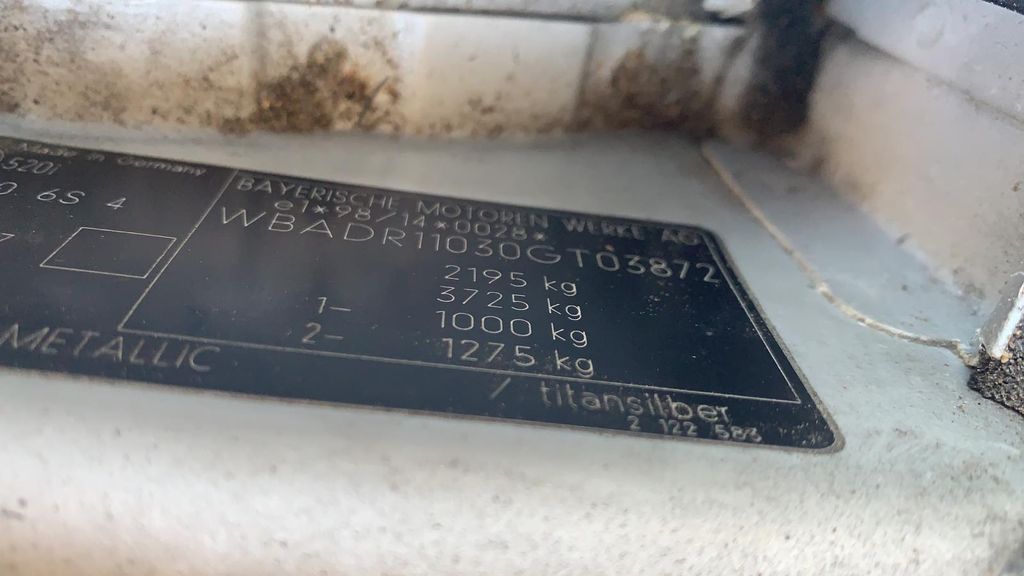 Made in Germany
5201
0. 6S 4
7
BAYERISCHE MOTOREN WERKE AG
e1*98/14*0028*
WBADR11030GT03872
2195 kg
3725 kg
1– 1000 kg
2– 1275 kg
METALLIC
/ titansilber
2 122 583